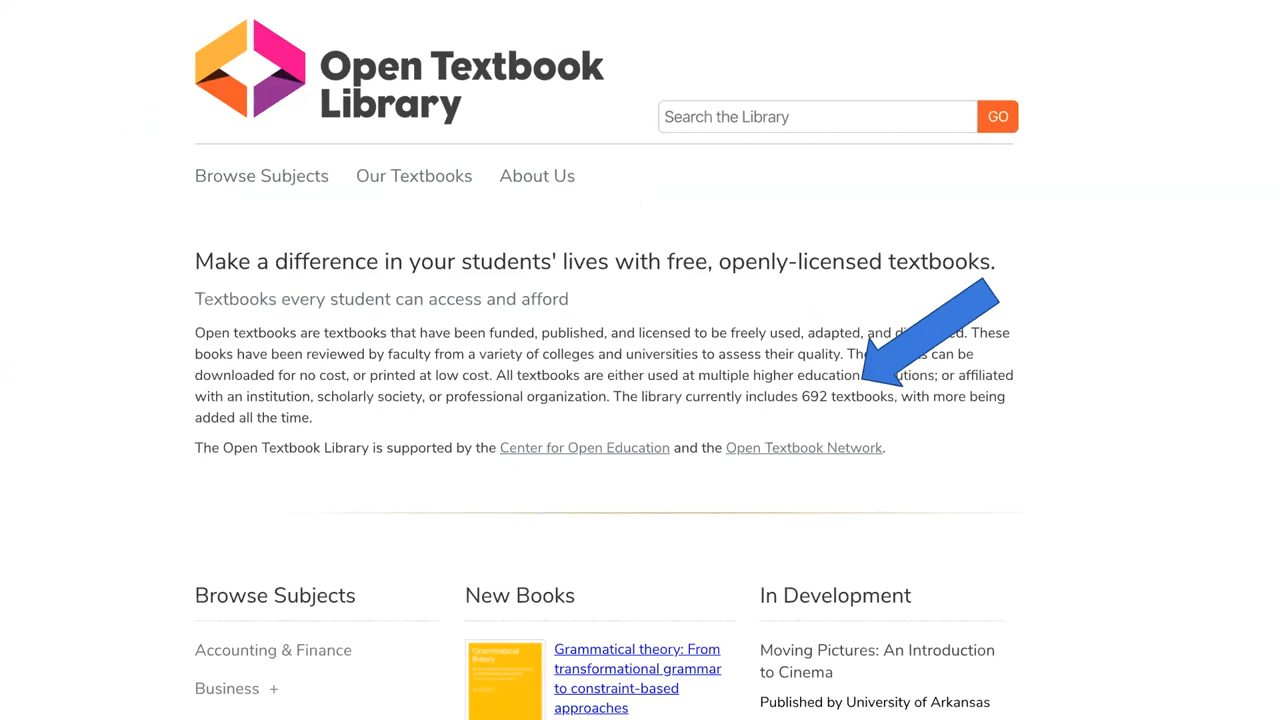 Open Textbook
Library
Search the Library
GO
Browse Subjects Our Textbooks About Us
Make a difference in your students' lives with free, openly-licensed textbooks.
Textbooks every student can access and afford
Open textbooks are textbooks that have been funded, published, and licensed to be freely used, adapted, and These
books have been reviewed by faculty from a variety of colleges and universities to assess their quality. can be
downloaded for no cost, or printed at low cost. All textbooks are either used at multiple higher education or affiliated
with an institution, scholarly society, or professional organization. The library currently includes 692 textbooks, with more being
added all the time.
The Open Textbook Library is supported by the Center for Open Education and the Open Textbook Network.
Browse Subjects
Accounting & Finance
Business +
New Books
Grammatical
theory
Grammatical theory: From
transformational grammar
to constraint-based
approaches
In Development
Moving Pictures: An Introduction
to Cinema
Published by University of Arkansas